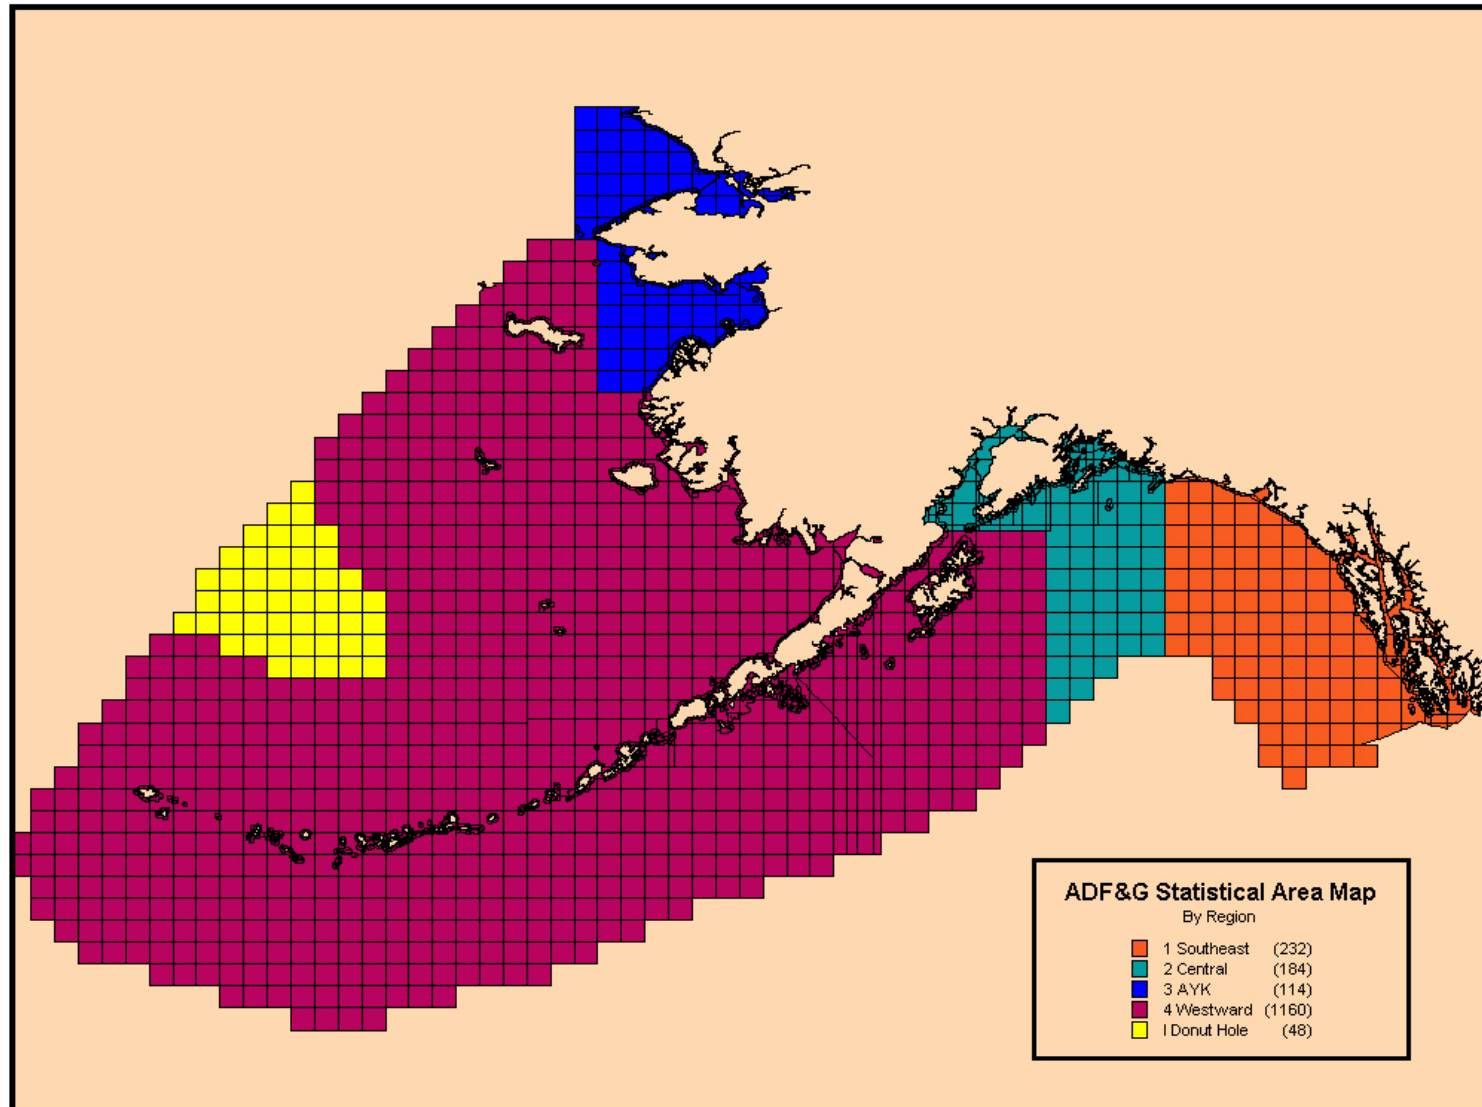 ADF&G Statistical Area Map
By Region
1 Southeast (232)
2 Central (184)
3 AYK (114)
4 Westward (1160)
I Donut Hole (48)